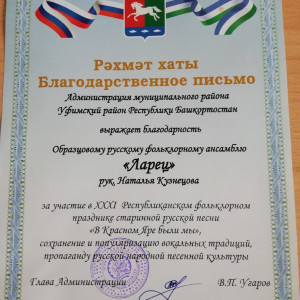 Рәхмәт хаты
Благодарственное письмо
Администрация муниципального района
Уфимский район Республики Башкортостан
выражает благодарность
Образцовому русскому фольклорному ансамблю
«Ларец»
рук. Наталья Кузнецова
за участие в XXXI Республиканском фольклорном
празднике старинной русской песни
«В Красном Яре были мы»,
сохранение и популяризацию вокальных традиций,
пропаганду русской народной песенной культуры
Глава Администрации В.П. Угаров